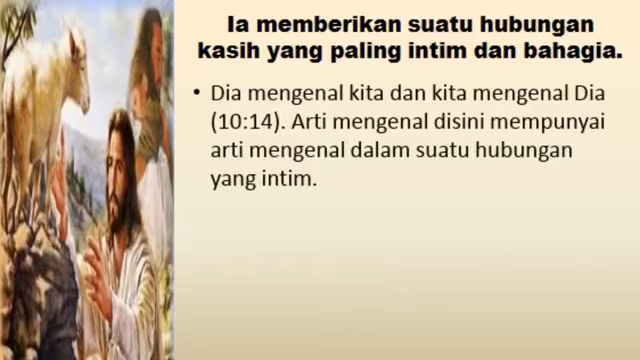 Ia memberikan suatu hubungan
kasih yang paling intim dan bahagia.
• Dia mengenal kita dan kita mengenal Dia
(10:14). Arti mengenal disini mempunyai
arti mengenal dalam suatu hubungan
yang intim.